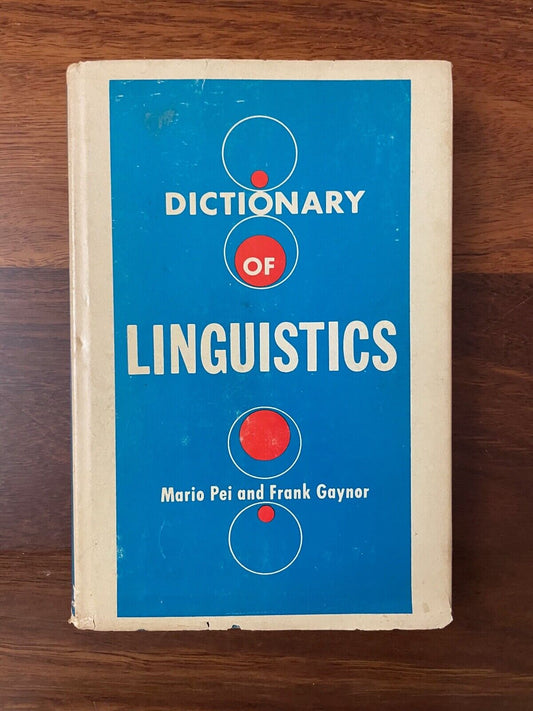 DICTIONARY
OF
LINGUISTICS
Mario Pei and Frank Gaynor